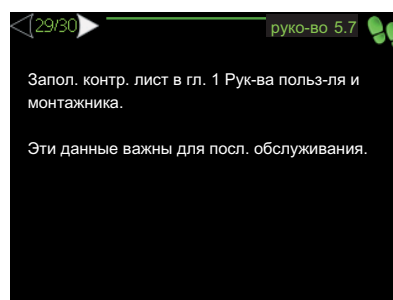 29/30
руко-во 5.7
Запол. контр. лист в гл. 1 Рук-ва польз-ля и
монтажника.
Эти данные важны для посл. обслуживания.